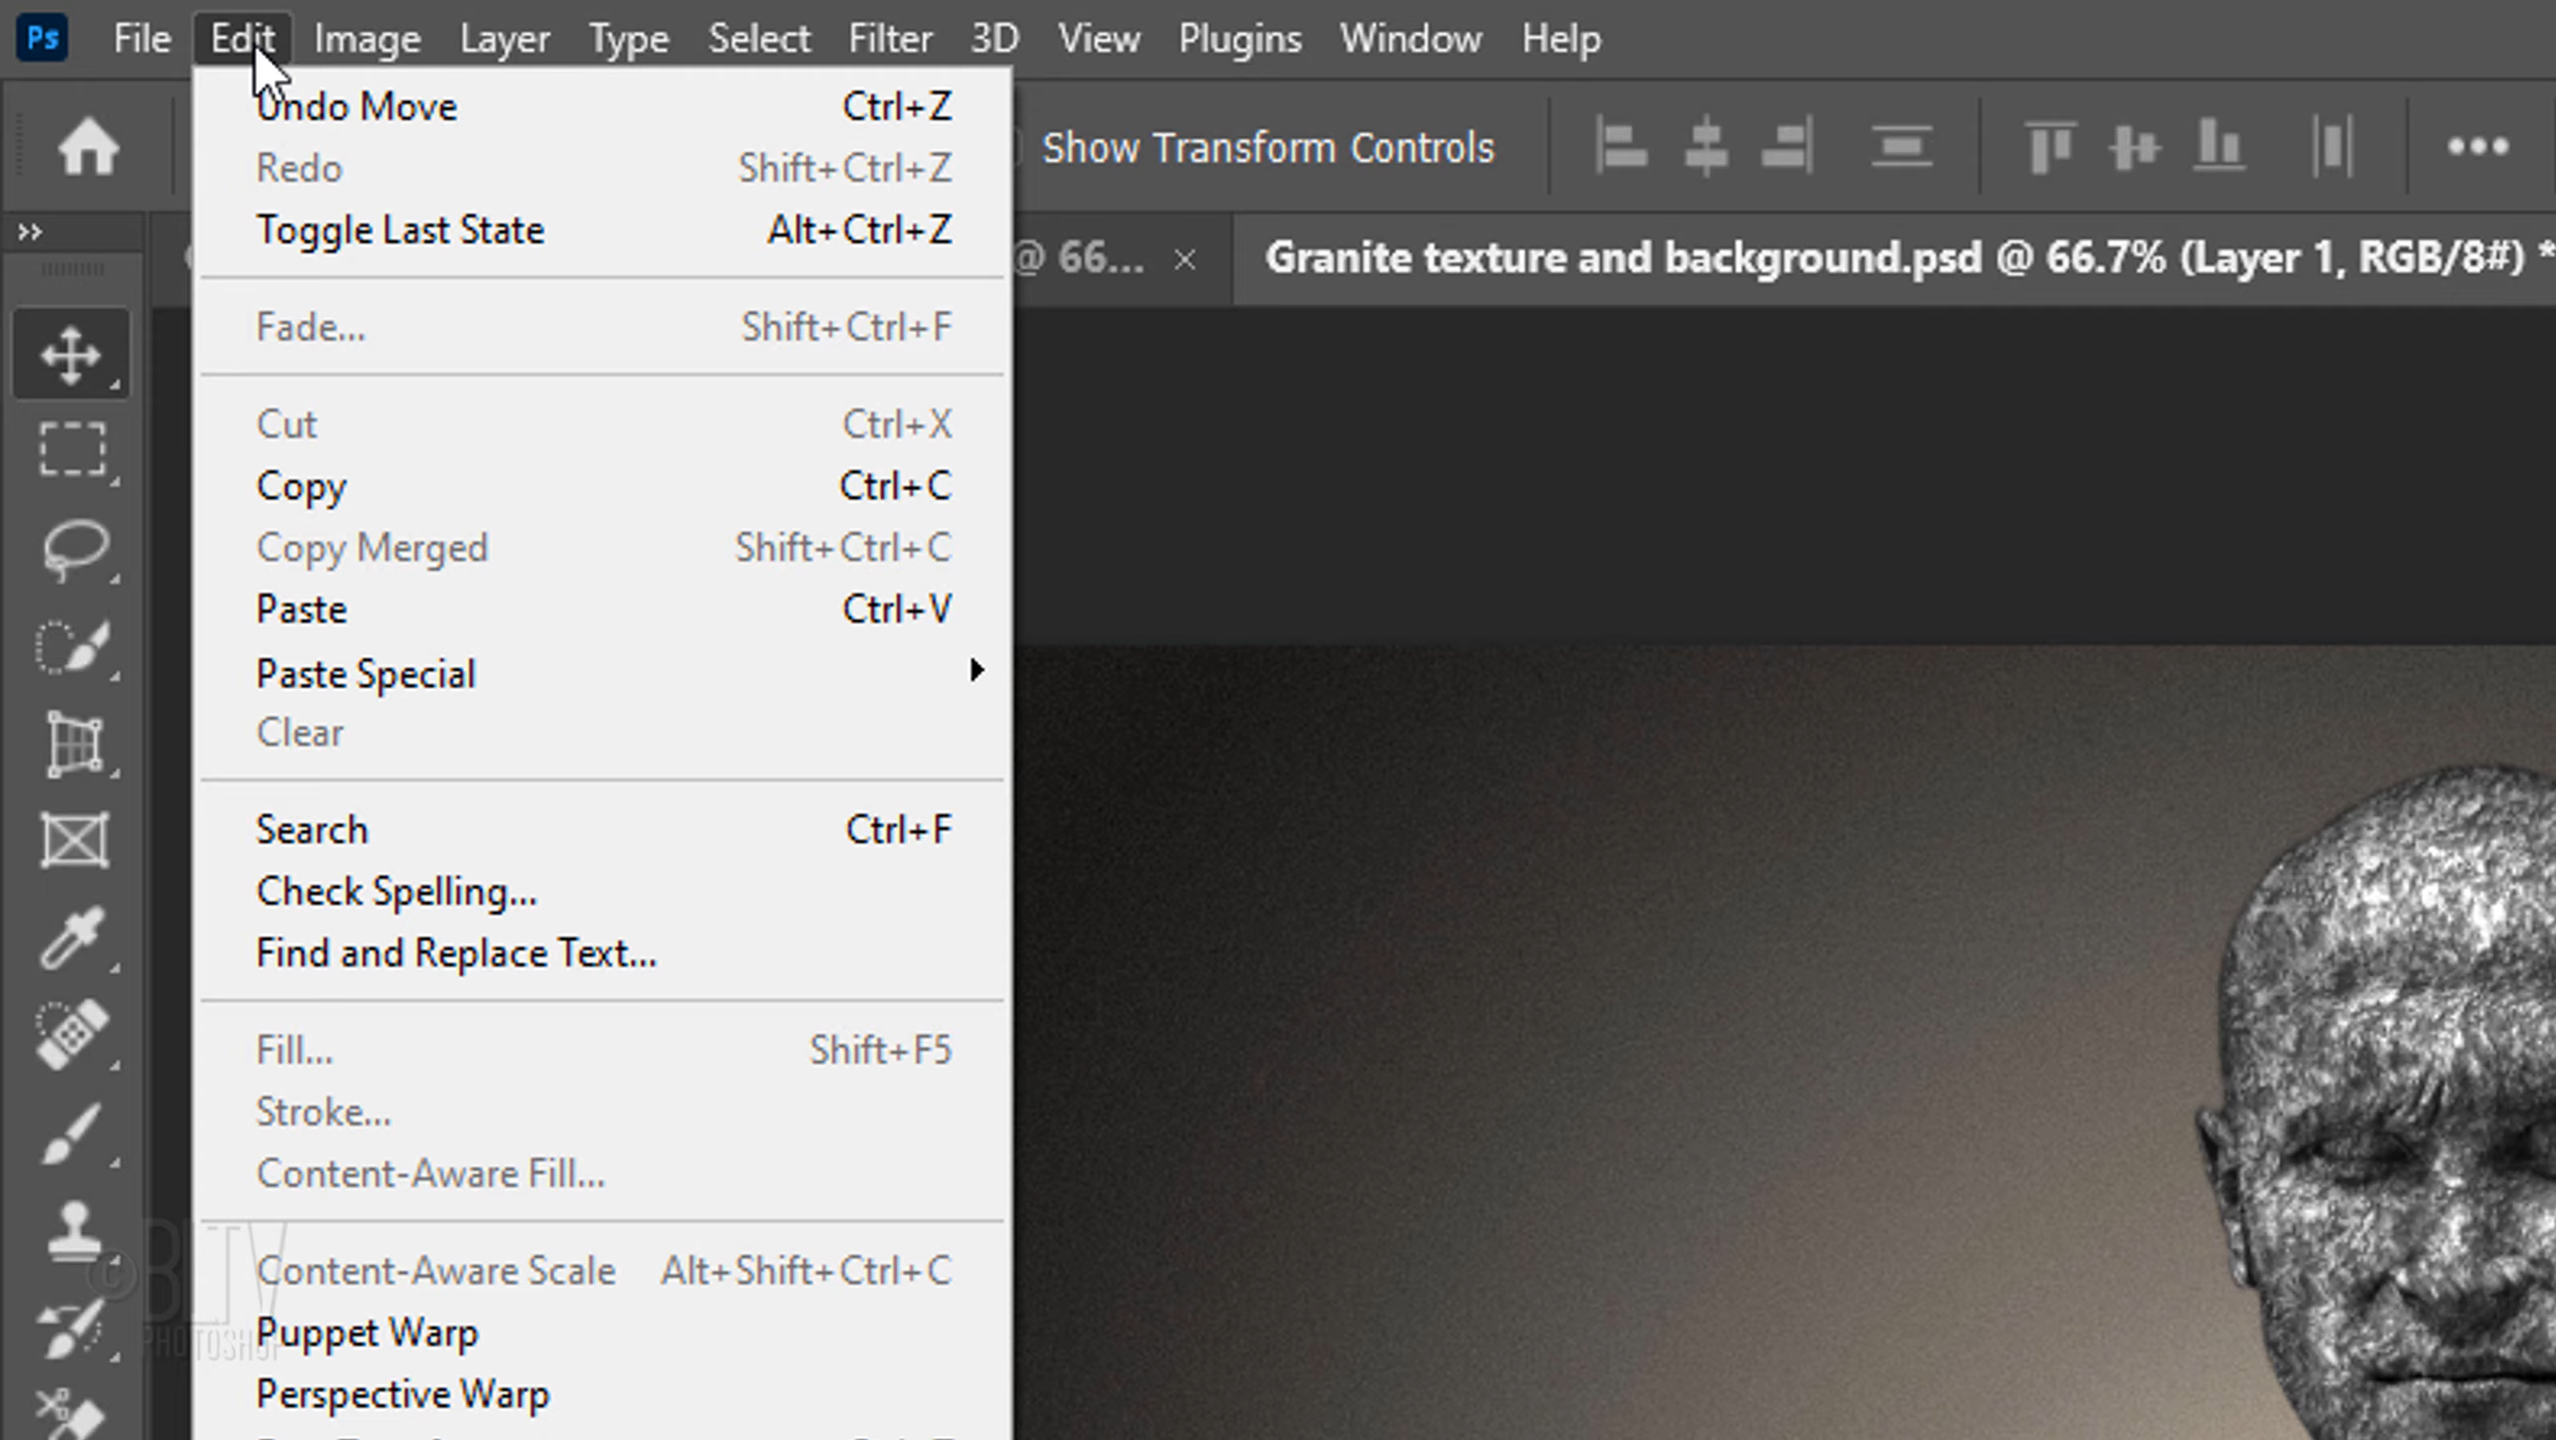 Ps File Edit Image Layer Type Select Filter 3D View Plugins Window Help
Show Transform Controls
@ 66... × Granite texture and background.psd @ 66.7% (Layer 1, RGB/8#) *
Undo Move Ctrl+Z
Redo Shift+Ctrl+Z
Toggle Last State Alt+Ctrl+Z
Fade... Shift+Ctrl+F
Cut Ctrl+X
Copy Ctrl+C
Copy Merged Shift+Ctrl+C
Paste Ctrl+V
Paste Special
Clear
Search Ctrl+F
Check Spelling...
Find and Replace Text...
Fill... Shift+F5
Stroke...
Content-Aware Fill...
Content-Aware Scale Alt+Shift+Ctrl+C
Puppet Warp
Perspective Warp
©BLTV
PHOTOSHOP